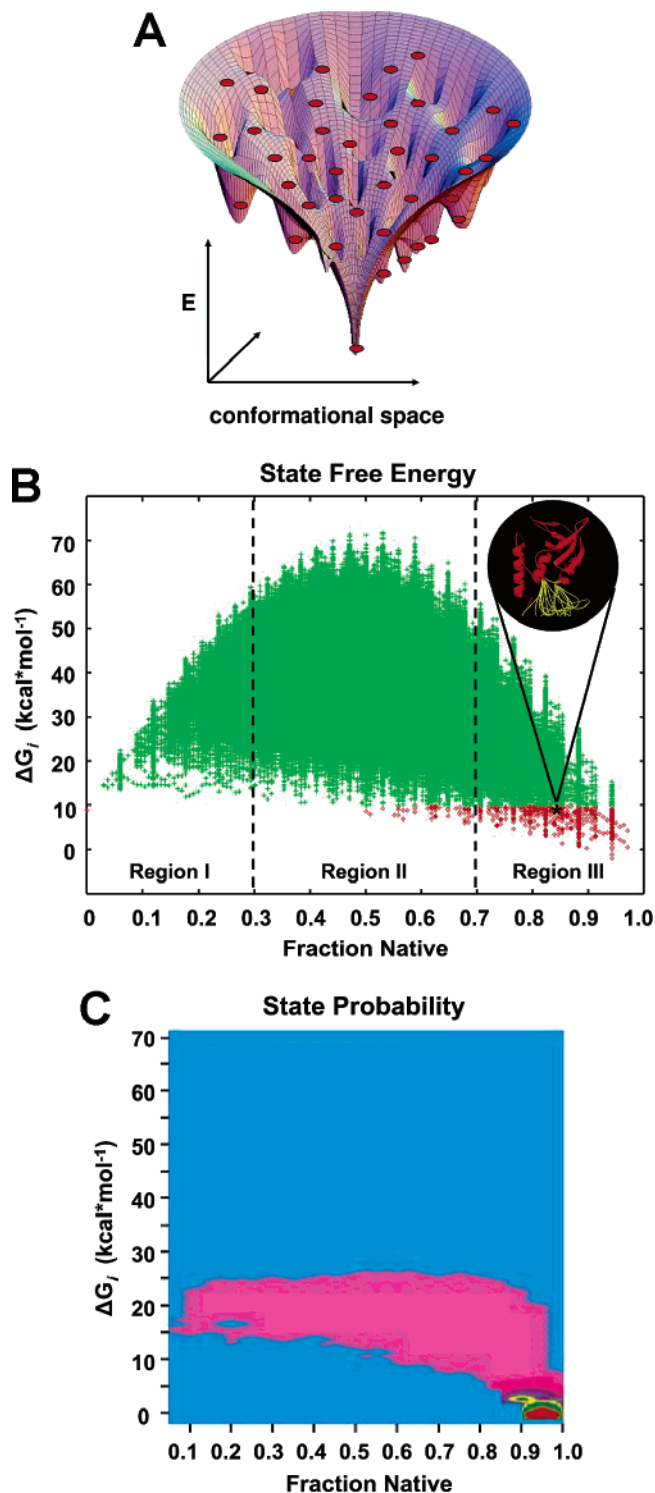 A
E
conformational space
B
State Free Energy
ΔGi (kcal*mol-1)
70
60
50
40
30
20
10
0
Region I
Region II
Region III
0 0.1 0.2 0.3 0.4 0.5 0.6 0.7 0.8 0.9 1.0
Fraction Native
C
State Probability
ΔGi (kcal*mol-1)
70
60
50
40
30
20
10
0
0.1 0.2 0.3 0.4 0.5 0.6 0.7 0.8 0.9 1.0
Fraction Native